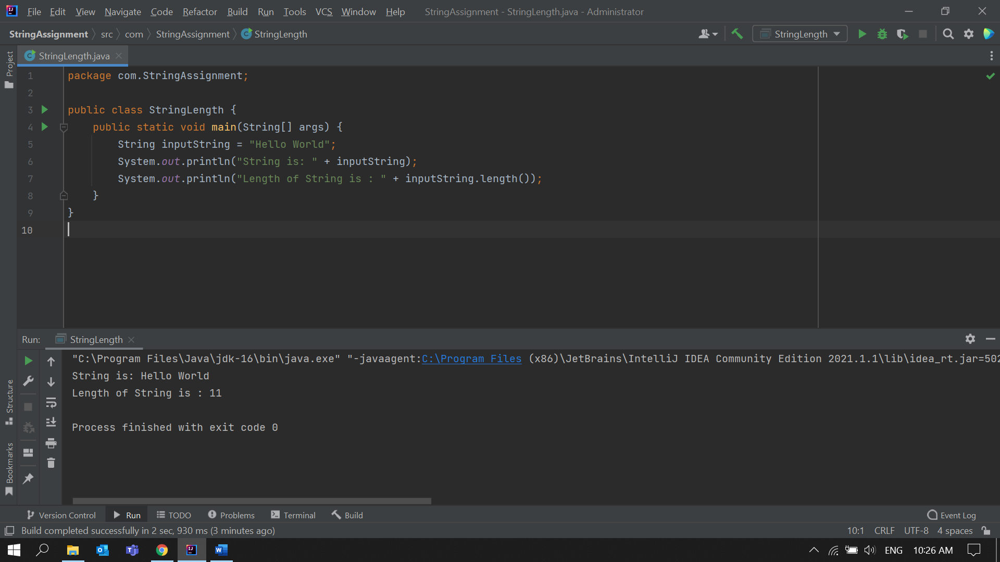 File Edit View Navigate Code Refactor Build Run Tools VCS Window Help StringAssignment - StringLength.java - Administrator
StringAssignment src com StringAssignment StringLength StringLength
Project
StringLength.java
1 package com.StringAssignment;
2
3 public class StringLength {
4 public static void main(String[] args) {
5 String inputString = "Hello World";
6 System.out.println("String is: " + inputString);
7 System.out.println("Length of String is : " + inputString.length());
8 }
9 }
10
Run: StringLength
"C:\Program Files\Java\jdk-16\bin\java.exe" "-javaagent:C:\Program Files (x86)\JetBrains\IntelliJ IDEA Community Edition 2021.1.1\lib\idea_rt.jar=502
String is: Hello World
Length of String is : 11
Process finished with exit code 0
Structure
Bookmarks
Version Control Run TODO Problems Terminal Build Event Log
Build completed successfully in 2 sec, 930 ms (3 minutes ago) 10:1 CRLF UTF-8 4 spaces
ENG 10:26 AM